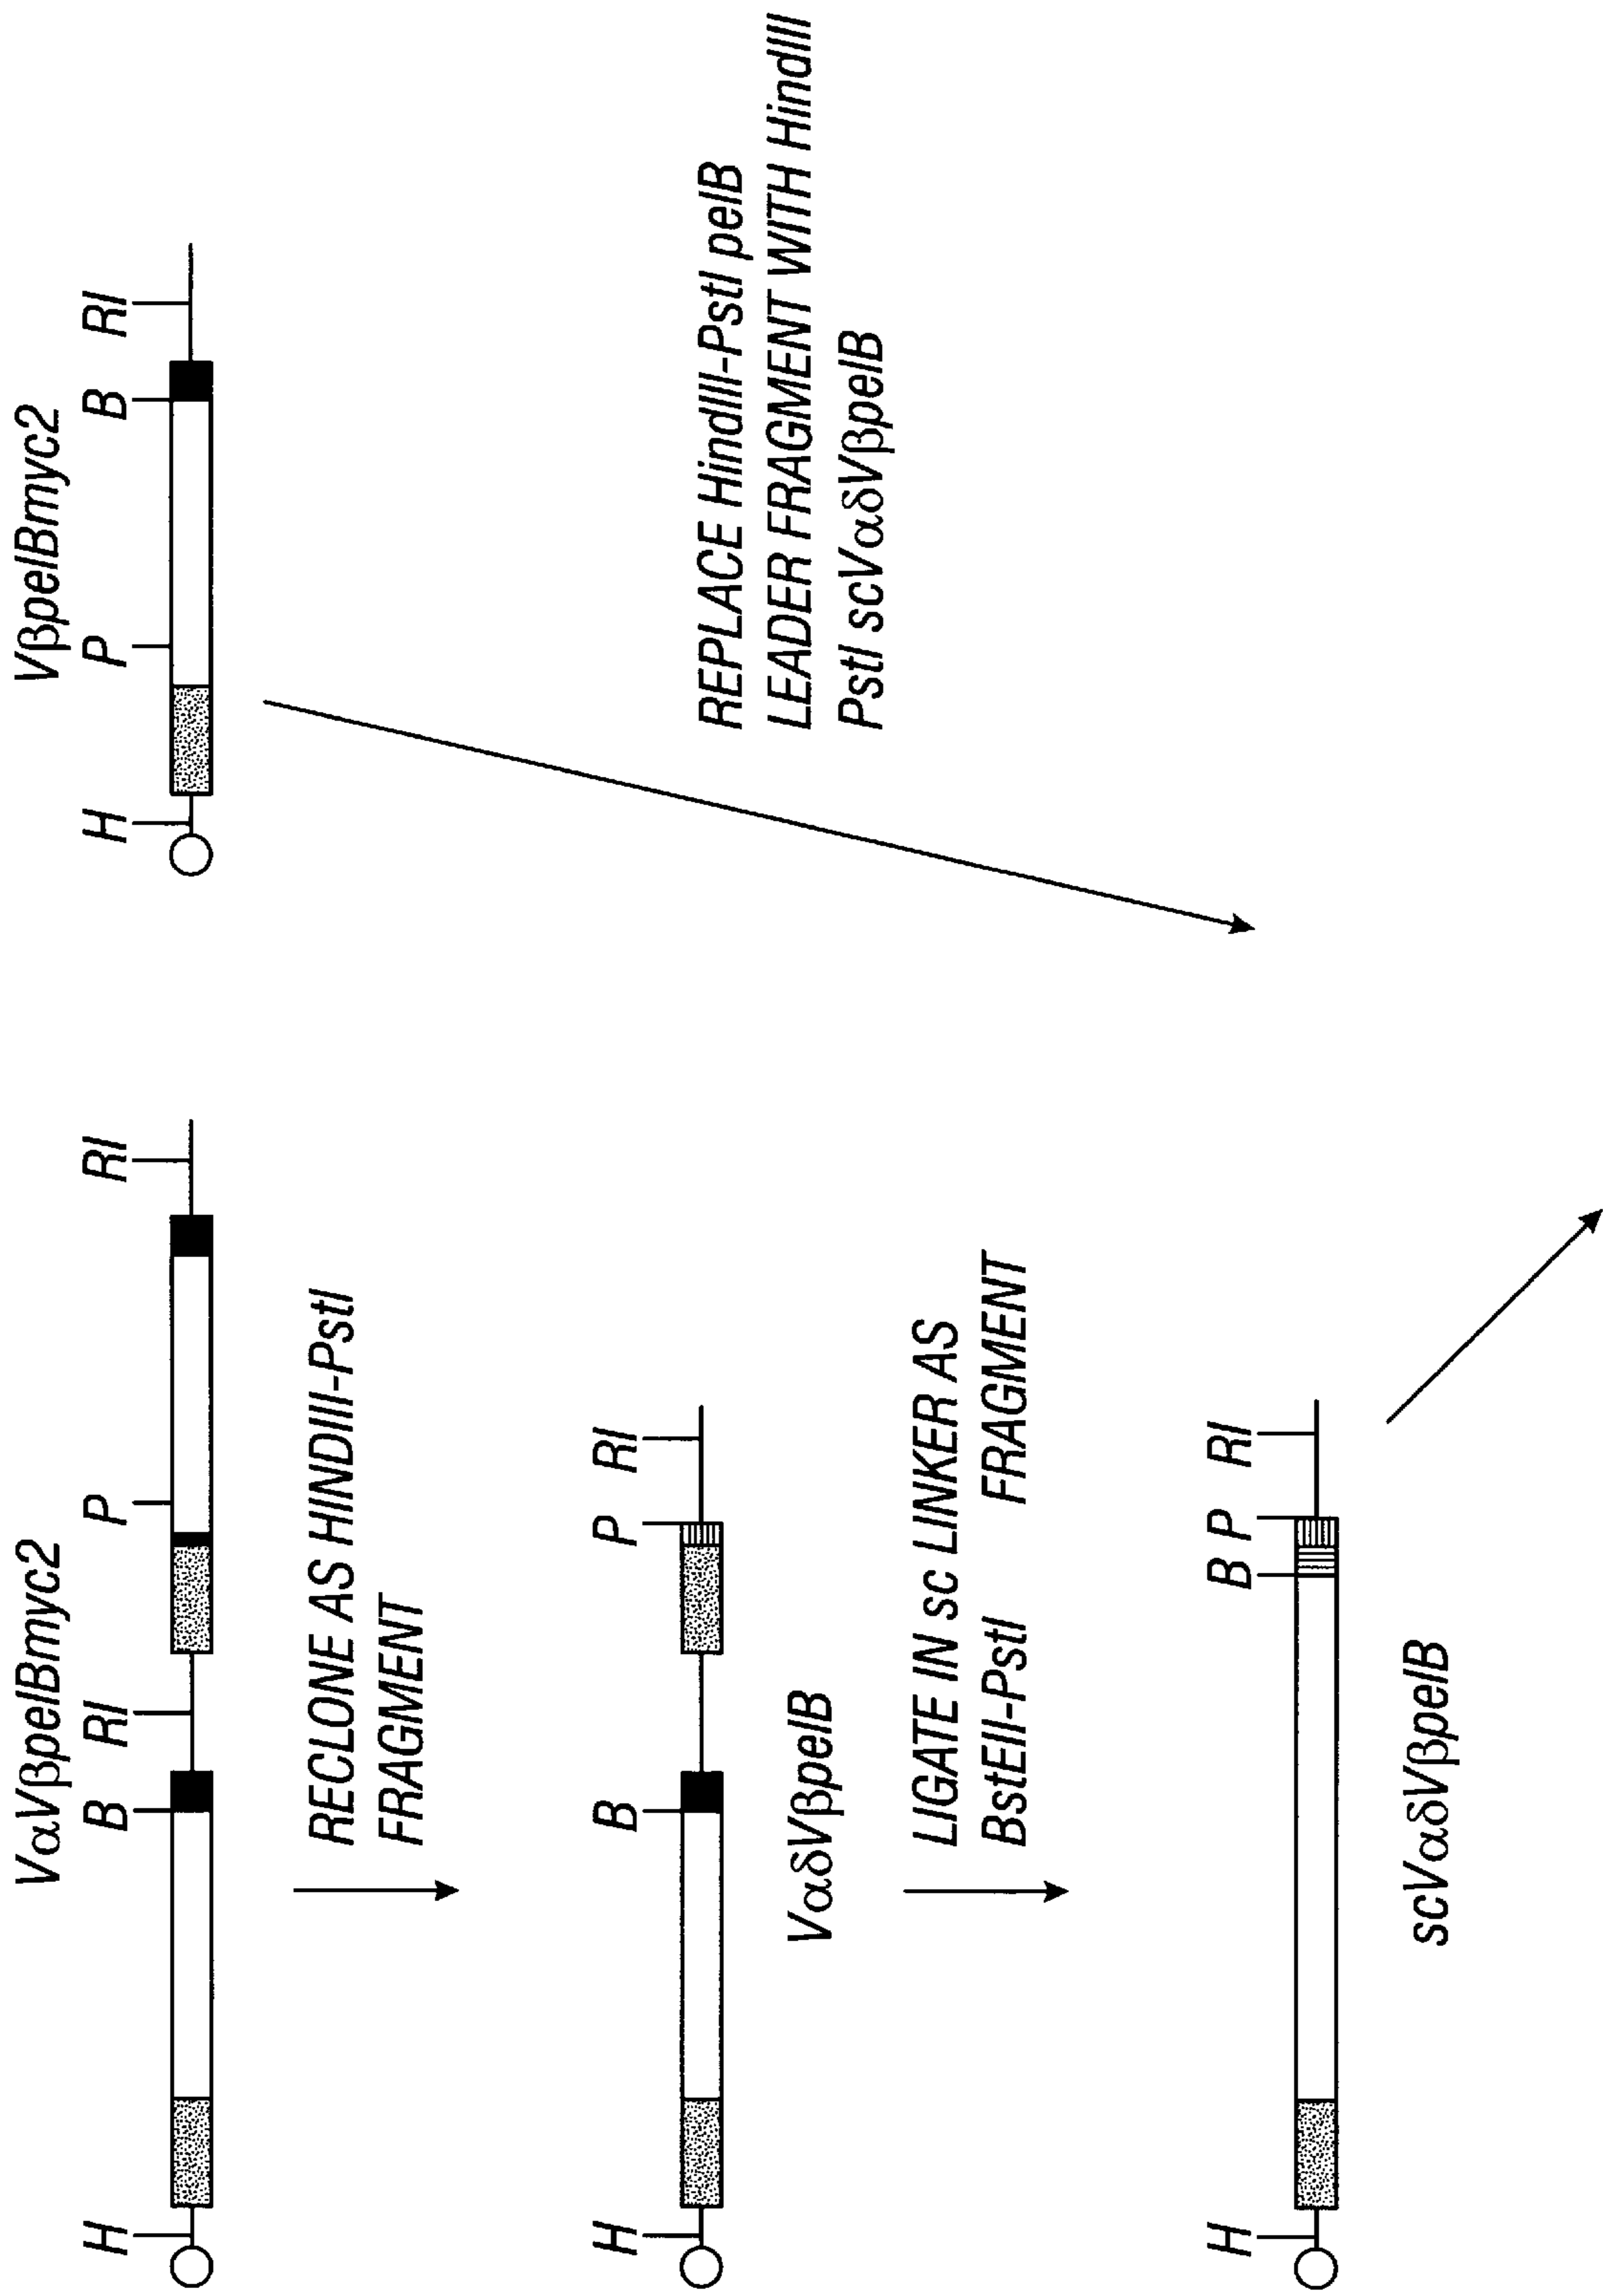 VαVβpelBmyc2
H B RI P RI
RECLONE AS HINDIII-PstI
FRAGMENT
H B P RI
VαδVβpelB
LIGATE IN sc LINKER AS
BstEII-PstI FRAGMENT
H B P RI
scVαδVβpelB
VβpelBmyc2
H P B RI
REPLACE HindIII-PstI pelB
LEADER FRAGMENT WITH HindIII
PstI scVαδVβpelB